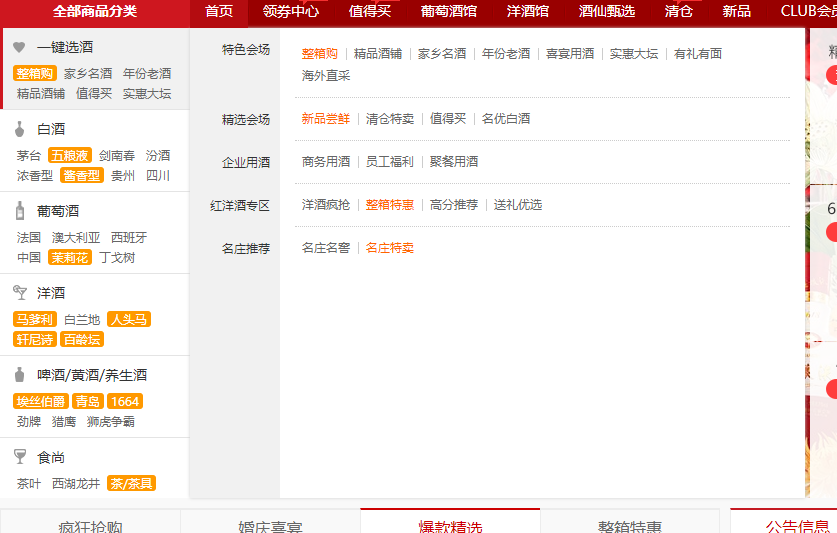 全部商品分类 首页 领券中心 值得买 葡萄酒馆 洋酒馆 酒仙甄选 清仓 新品 CLUB会员
一键选酒
整箱购 家乡名酒 年份老酒
精品酒铺 值得买 实惠大坛
白酒
茅台 五粮液 剑南春 汾酒
浓香型 酱香型 贵州 四川
葡萄酒
法国 澳大利亚 西班牙
中国 茉莉花 丁戈树
洋酒
马爹利 白兰地 人头马
轩尼诗 百龄坛
啤酒/黄酒/养生酒
埃丝伯爵 青岛 1664
劲牌 猎鹰 狮虎争霸
食尚
茶叶 西湖龙井 茶/茶具
特色会场 整箱购 精品酒铺 家乡名酒 年份老酒 喜宴用酒 实惠大坛 有礼有面
海外直采
精选会场 新品尝鲜 清仓特卖 值得买 名优白酒
企业用酒 商务用酒 员工福利 聚餐用酒
红洋酒专区 洋酒疯抢 整箱特惠 高分推荐 送礼优选
名庄推荐 名庄名窖 名庄特卖
精
6
疯狂抢购 婚庆喜宴 爆款精选 整箱特惠 公告信息